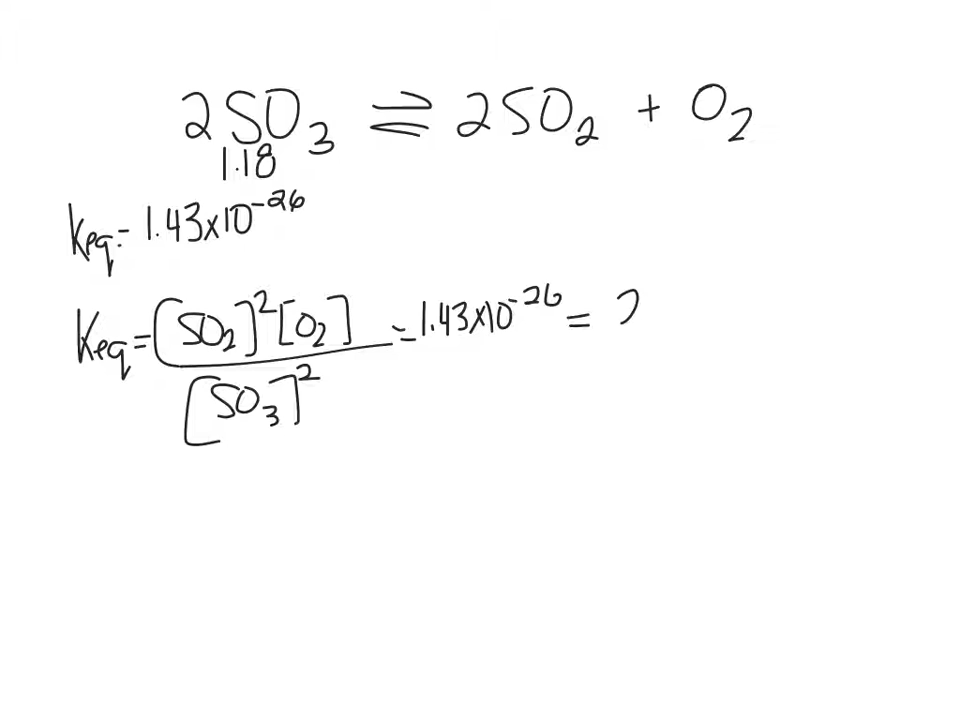 2SO₃ ⇌ 2SO₂ + O₂
1.18
Keq = 1.43x10⁻²⁶
Keq = [SO₂]²[O₂] = 1.43x10⁻²⁶ =
[SO₃]²